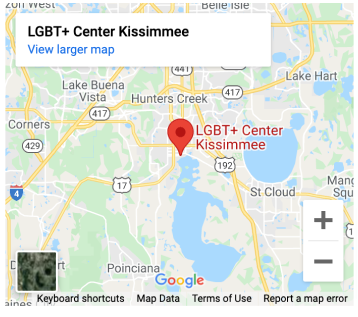 zon West
Belle Isle
LGBT+ Center Kissimmee
View larger map
441
417
Lake Hart
Lake Buena
Vista
Hunters Creek
417
Corners
429
LGBT+ Center
Kissimmee
192
4
17
St Cloud
Poinciana
Google
Keyboard shortcuts
Map Data
Terms of Use
Report a map error